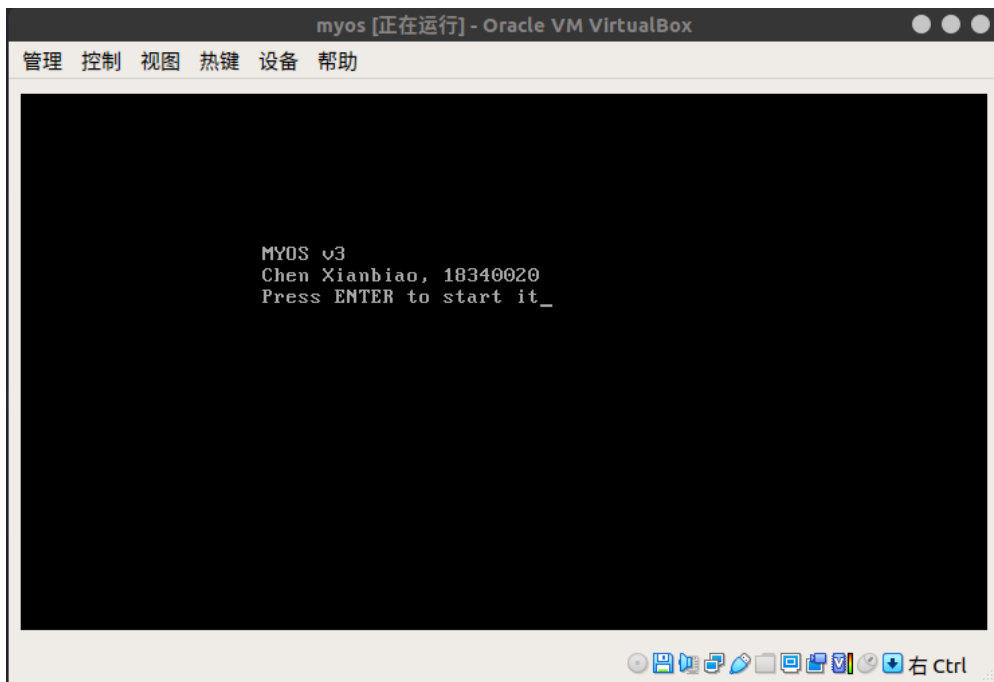 myos [正在运行] - Oracle VM VirtualBox
管理 控制 视图 热键 设备 帮助
MYOS v3
Chen Xianbiao, 18340020
Press ENTER to start it_
右 Ctrl